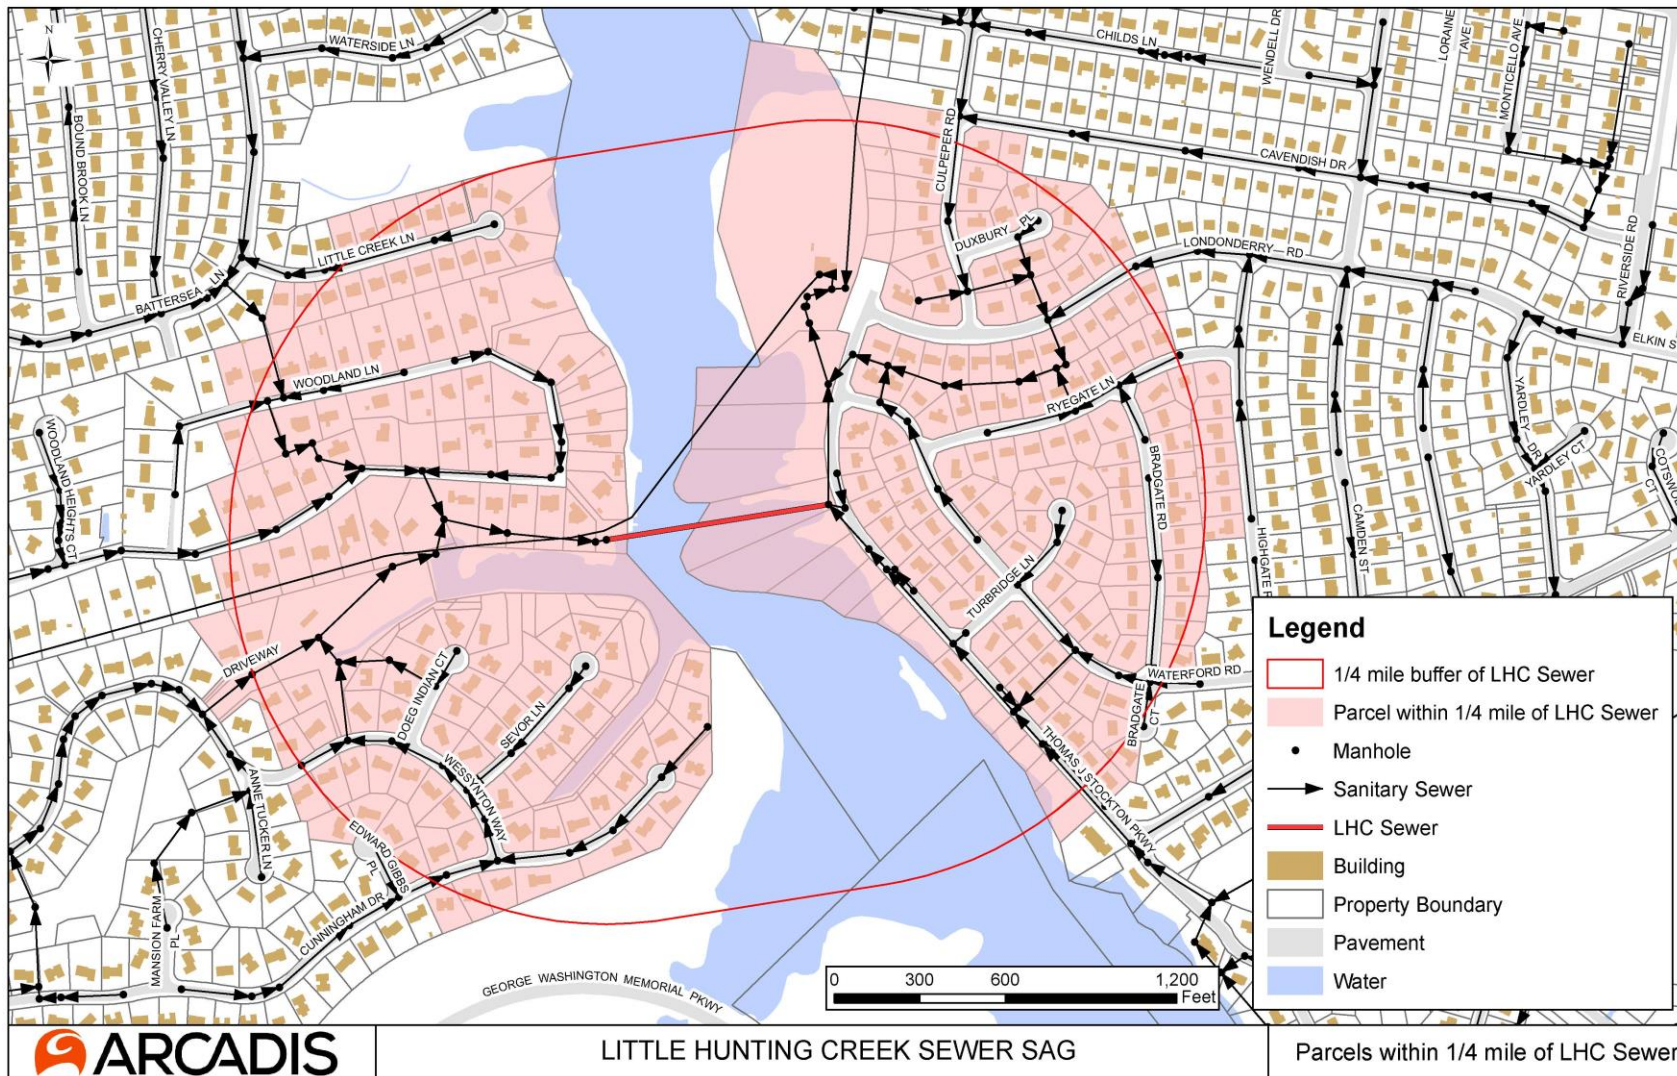 N
WATERSIDE LN
CHERRY VALLEY LN
BOUND BROOK LN
LITTLE CREEK LN
BATTERSEA LN
WOODLAND LN
WOODLAND HEIGHTS CT
DRIVEWAY
DOEG INDIAN CT
SEVOR LN
WESSYNTON WAY
ANNE TUCKER LN
EDWARD GIBBS
PL
CUNNINGHAM DR
MANSION FARM
PL
GEORGE WASHINGTON MEMORIAL PKWY
CHILDS LN
WENDELL DR
LORAINE
AVE
MONTICELLO AVE
CULPEPER RD
CAVENDISH DR
DUXBURY PL
LONDONDERRY RD
RIVERSIDE RD
ELKIN S
RYEGATE LN
BRADGATE RD
YARDLEY DR
YARDLEY CT
COTSW
CT
HIGHGATE R
CAMDEN ST
TURBRIDGE LN
WATERFORD RD
BRADGATE
CT
THOMAS J STOCKTON PKWY
Legend
1/4 mile buffer of LHC Sewer
Parcel within 1/4 mile of LHC Sewer
Manhole
Sanitary Sewer
LHC Sewer
Building
Property Boundary
Pavement
Water
0 300 600 1,200
Feet
ARCADIS
LITTLE HUNTING CREEK SEWER SAG
Parcels within 1/4 mile of LHC Sewer